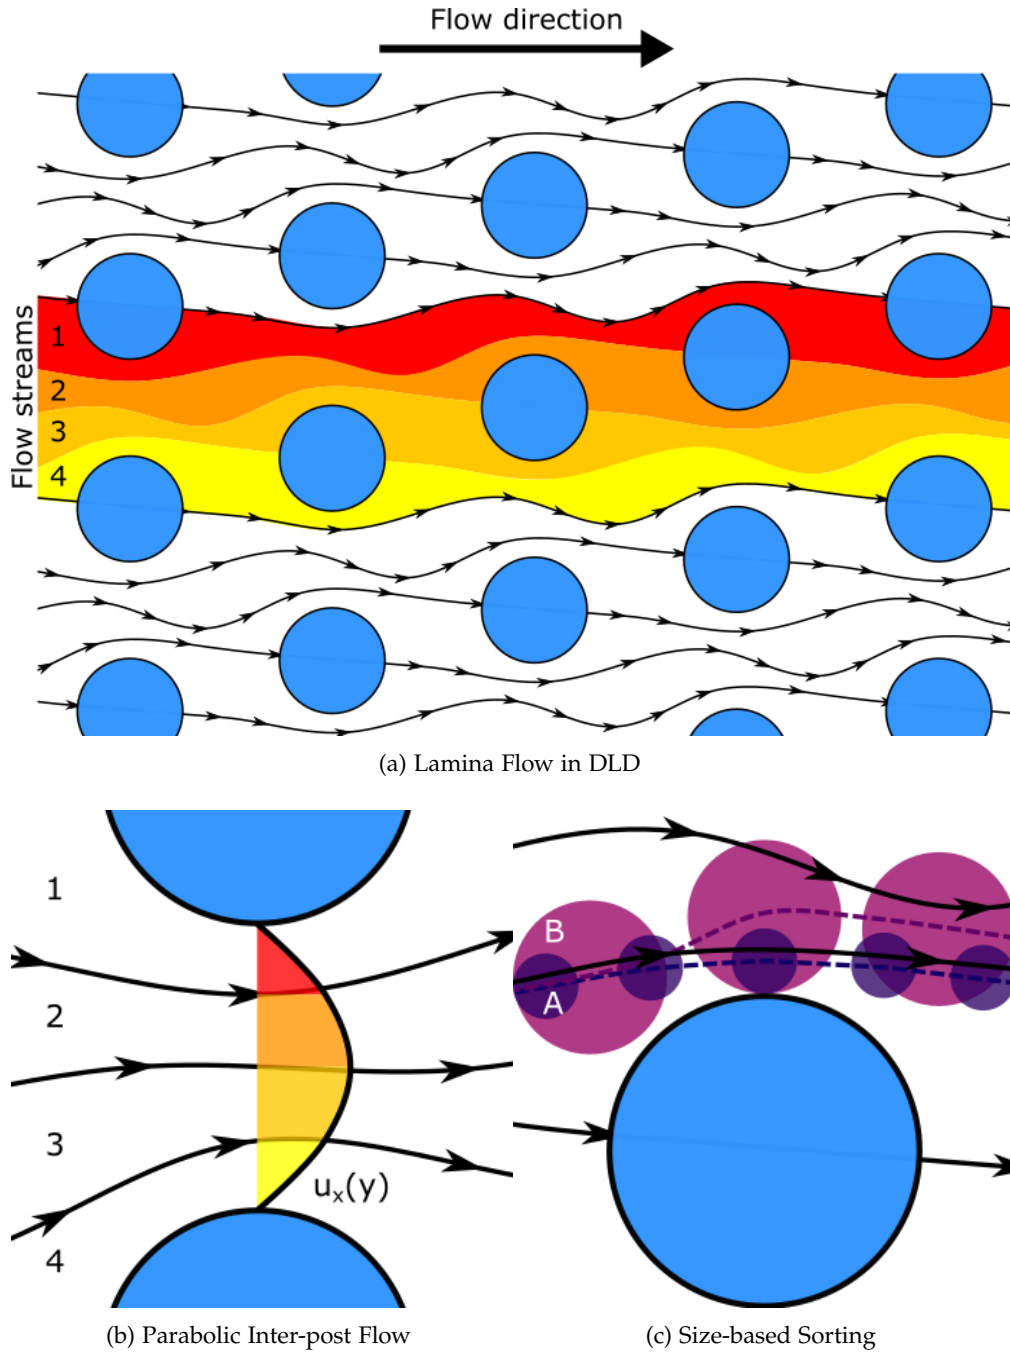 Flow direction
Flow streams
1
2
3
4
(a) Lamina Flow in DLD
1
2
3
4
uₓ(y)
B
A
(b) Parabolic Inter-post Flow
(c) Size-based Sorting